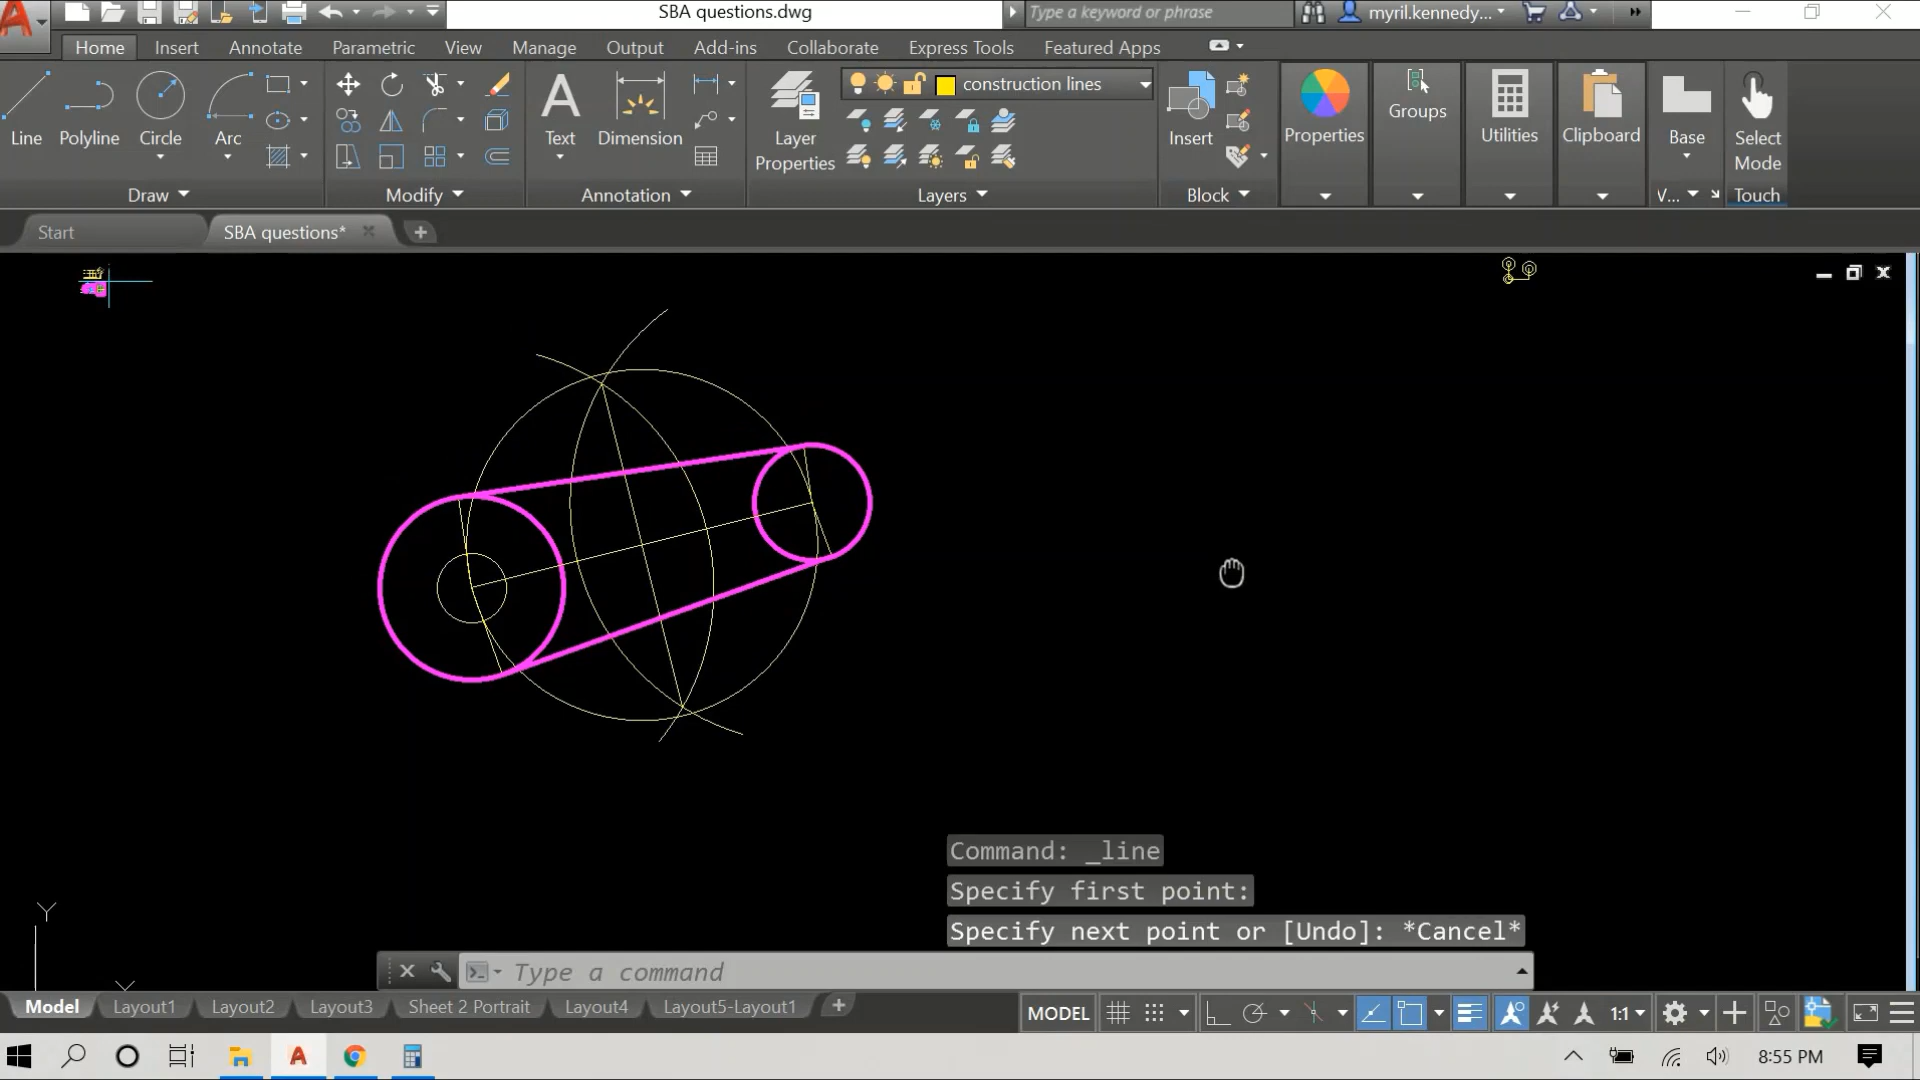 SBA questions.dwg
Type a keyword or phrase
myril.kennedy...
Home Insert Annotate Parametric View Manage Output Add-ins Collaborate Express Tools Featured Apps
construction lines
Line Polyline Circle Arc
Text Dimension
Layer Properties
Insert
Properties
Groups
Utilities
Clipboard
Base
Select Mode
Draw Modify Annotation Layers Block V... Touch
Start SBA questions*
Command: _line
Specify first point:
Specify next point or [Undo]: *Cancel*
Type a command
Y
Model Layout1 Layout2 Layout3 Sheet 2 Portrait Layout4 Layout5-Layout1
MODEL 1:1
8:55 PM